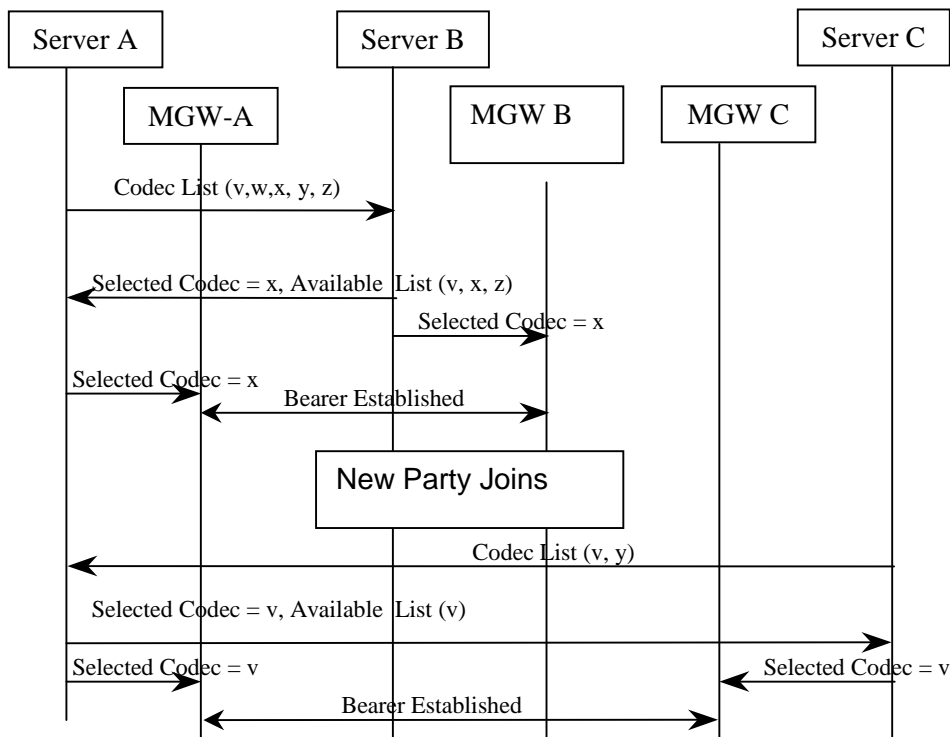 Server A
Server B
Server C
MGW-A
MGW B
MGW C
Codec List (v,w,x, y, z)
Selected Codec = x, Available List (v, x, z)
Selected Codec = x
Selected Codec = x
Bearer Established
New Party Joins
Codec List (v, y)
Selected Codec = v, Available List (v)
Selected Codec = v
Selected Codec = v
Bearer Established